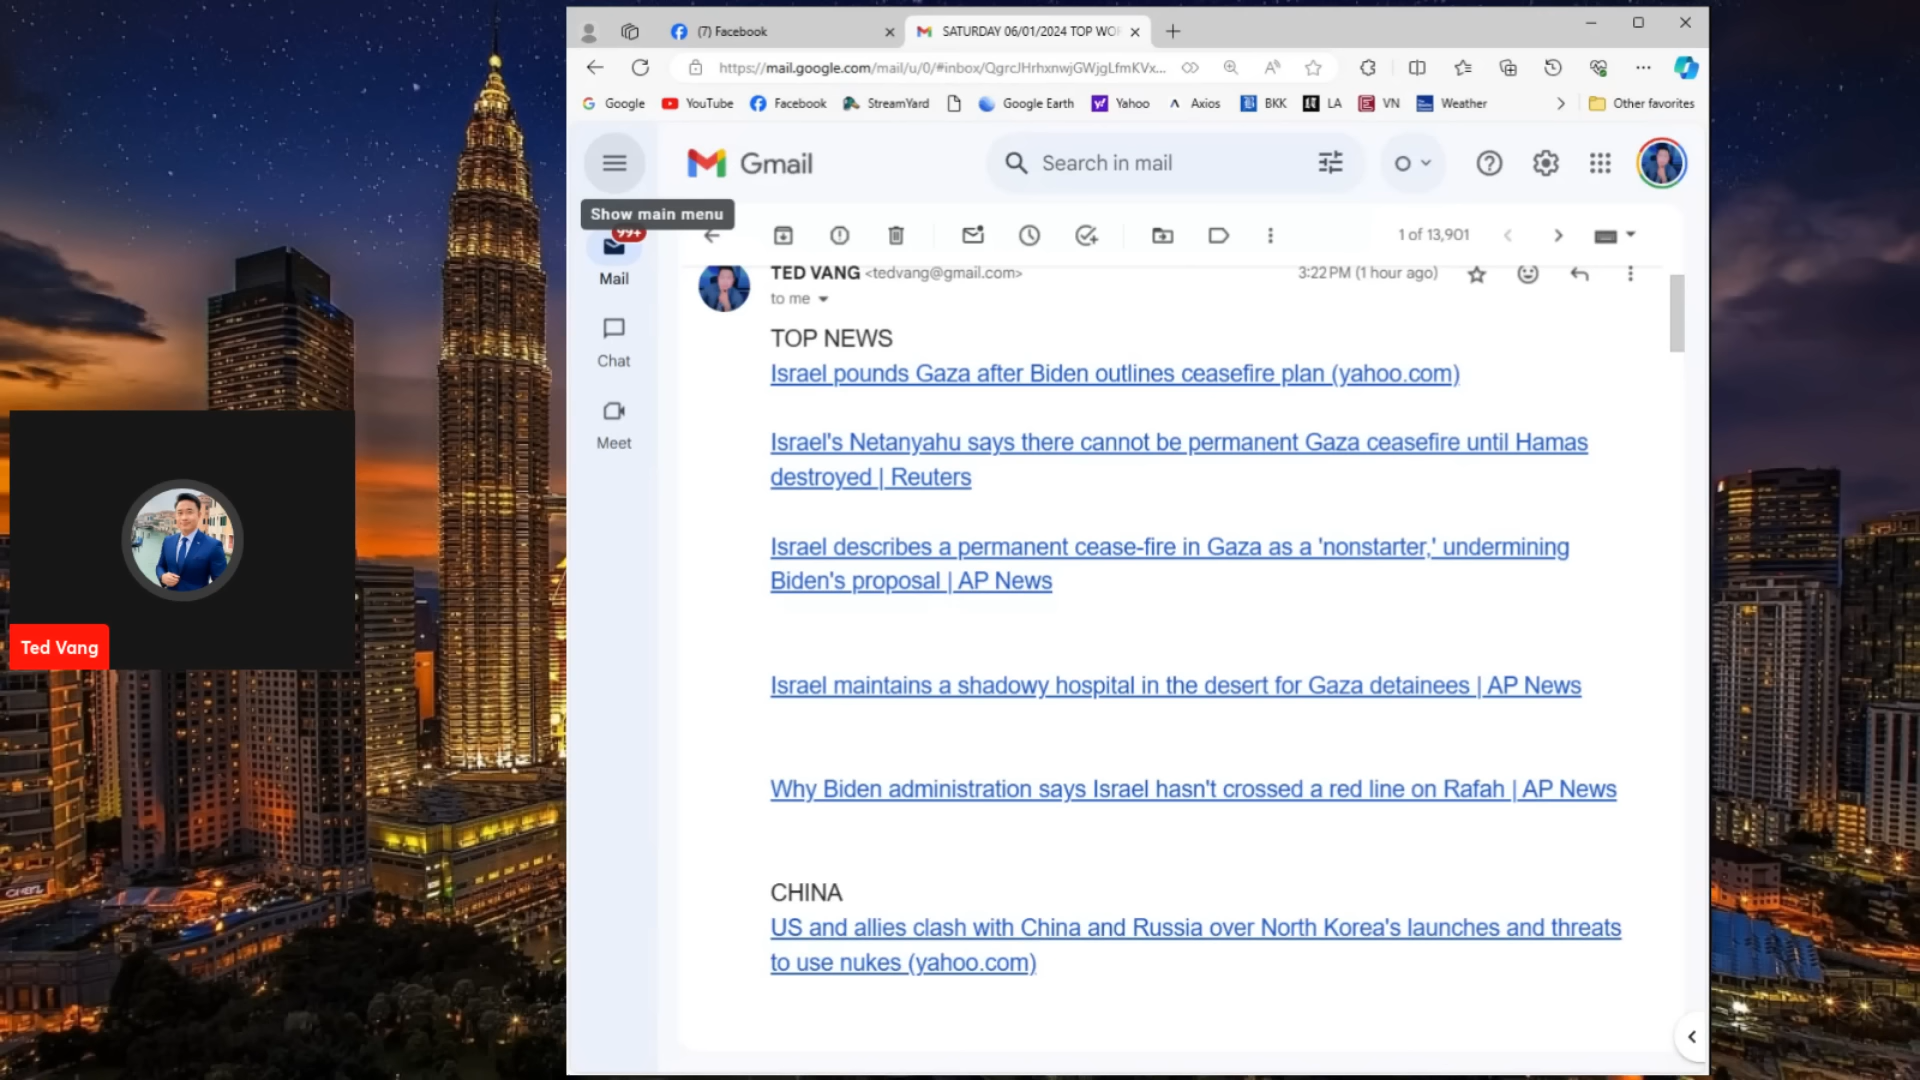 (7) Facebook
SATURDAY 06/01/2024 TOP WO
https://mail.google.com/mail/u/0/#inbox/QgrcJHrhxnwjGWjgLfmKVx...
Google YouTube Facebook StreamYard Google Earth Yahoo Axios BKK LA VN Weather Other favorites
Gmail
Search in mail
Show main menu
99+
Mail
Chat
Meet
1 of 13,901
TED VANG <tedvang@gmail.com>
3:22 PM (1 hour ago)
to me
TOP NEWS
Israel pounds Gaza after Biden outlines ceasefire plan (yahoo.com)
Israel's Netanyahu says there cannot be permanent Gaza ceasefire until Hamas
destroyed | Reuters
Israel describes a permanent cease-fire in Gaza as a 'nonstarter,' undermining
Biden's proposal | AP News
Israel maintains a shadowy hospital in the desert for Gaza detainees | AP News
Why Biden administration says Israel hasn't crossed a red line on Rafah | AP News
CHINA
US and allies clash with China and Russia over North Korea's launches and threats
to use nukes (yahoo.com)
Ted Vang